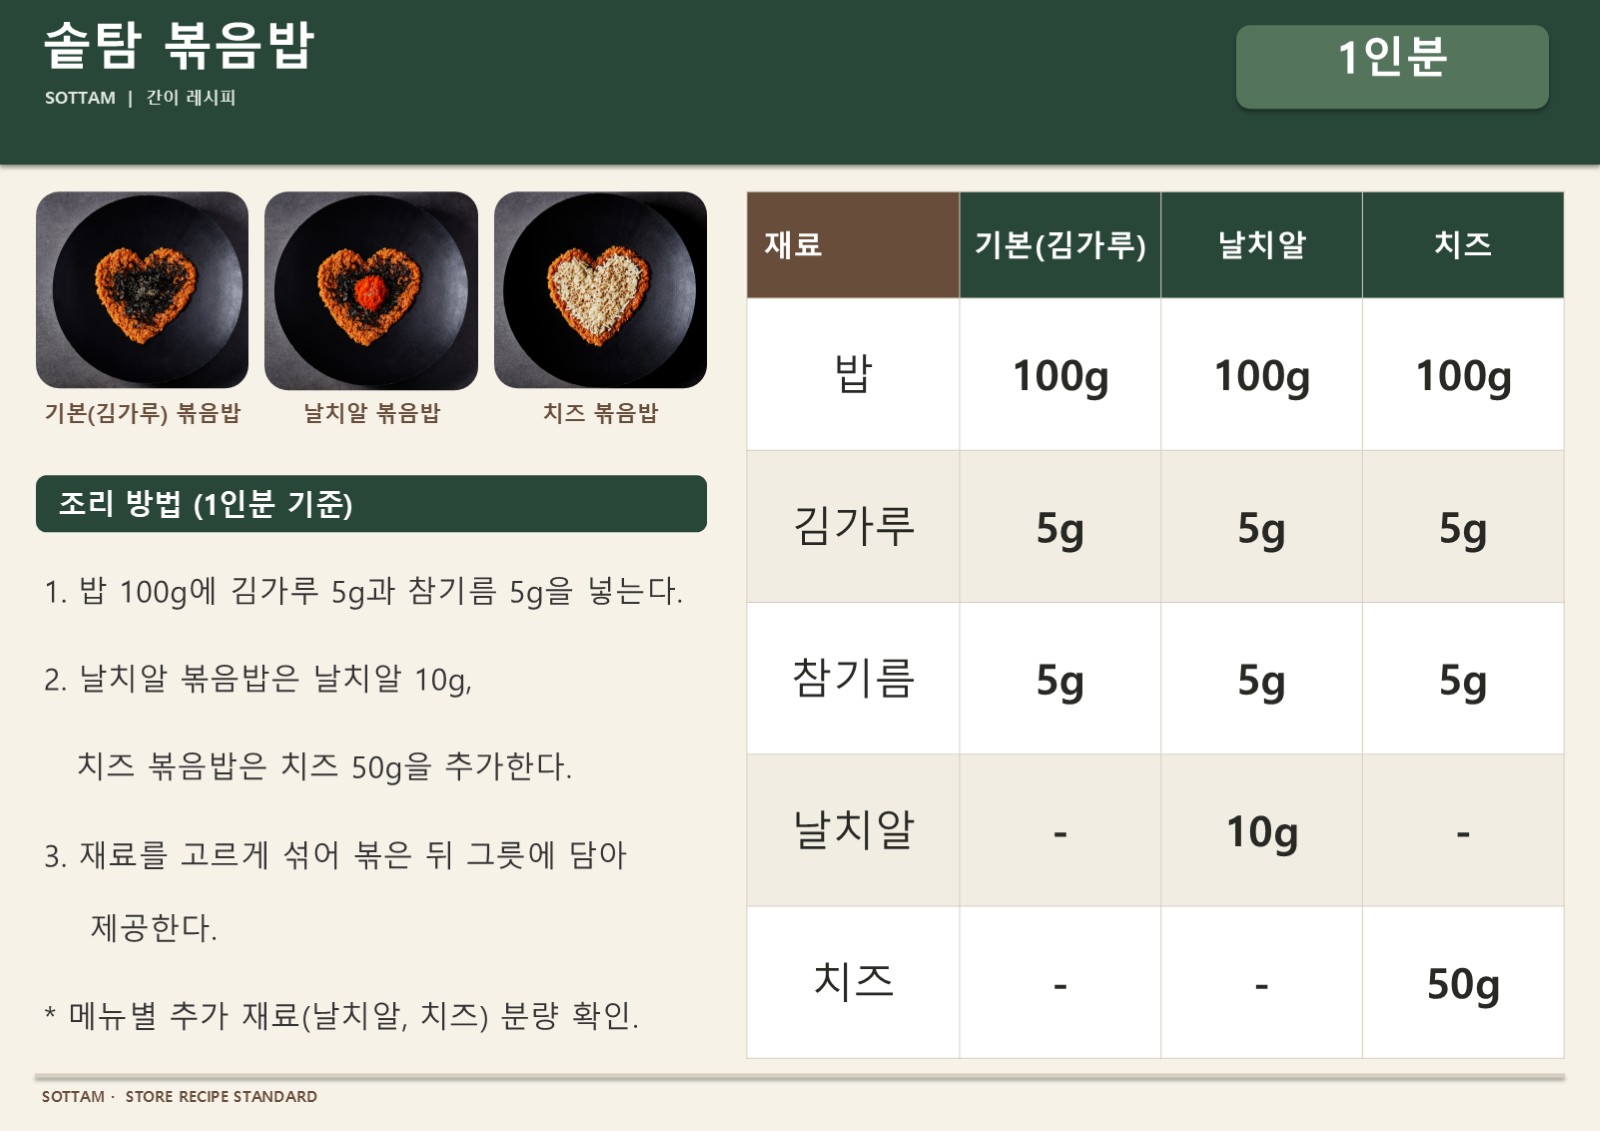 솥탐 볶음밥
SOTTAM | 간이 레시피
1인분
기본(김가루) 볶음밥
날치알 볶음밥
치즈 볶음밥
조리 방법 (1인분 기준)
1. 밥 100g에 김가루 5g과 참기름 5g을 넣는다.
2. 날치알 볶음밥은 날치알 10g,
치즈 볶음밥은 치즈 50g을 추가한다.
3. 재료를 고르게 섞어 볶은 뒤 그릇에 담아
제공한다.
* 메뉴별 추가 재료(날치알, 치즈) 분량 확인.
재료 기본(김가루) 날치알 치즈
밥 100g 100g 100g
김가루 5g 5g 5g
참기름 5g 5g 5g
날치알 - 10g -
치즈 - - 50g
SOTTAM · STORE RECIPE STANDARD